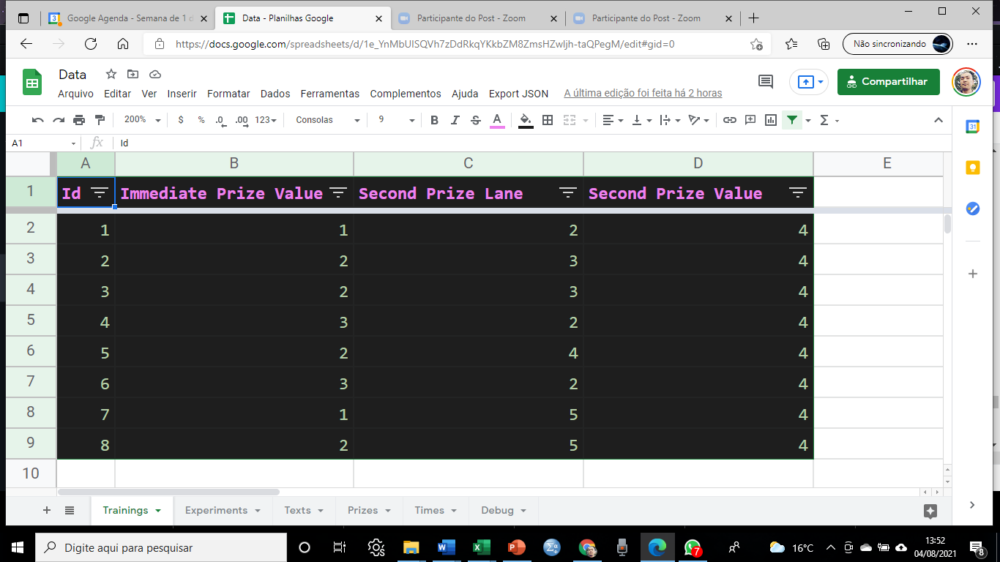 Google Agenda - Semana de 1 d
Data - Planilhas Google
Participante do Post - Zoom
Participante do Post - Zoom
https://docs.google.com/spreadsheets/d/1e_YnMbUISQVh7zDdRkqYKkbZM8ZmsHZwIjh-taQPegM/edit#gid=0
Não sincronizando
Data
Arquivo Editar Ver Inserir Formatar Dados Ferramentas Complementos Ajuda Export JSON A última edição foi feita há 2 horas
Compartilhar
200% $ % .0 .00 123 Consolas 9 B I S A Σ
A1 fx Id
A B C D E
1 Id Immediate Prize Value Second Prize Lane Second Prize Value
2 1 1 2 4
3 2 2 3 4
4 3 2 3 4
5 4 3 2 4
6 5 2 4 4
7 6 3 2 4
8 7 1 5 4
9 8 2 5 4
10
31
Trainings Experiments Texts Prizes Times Debug
Digite aqui para pesquisar
7
16°C
13:52
04/08/2021
8